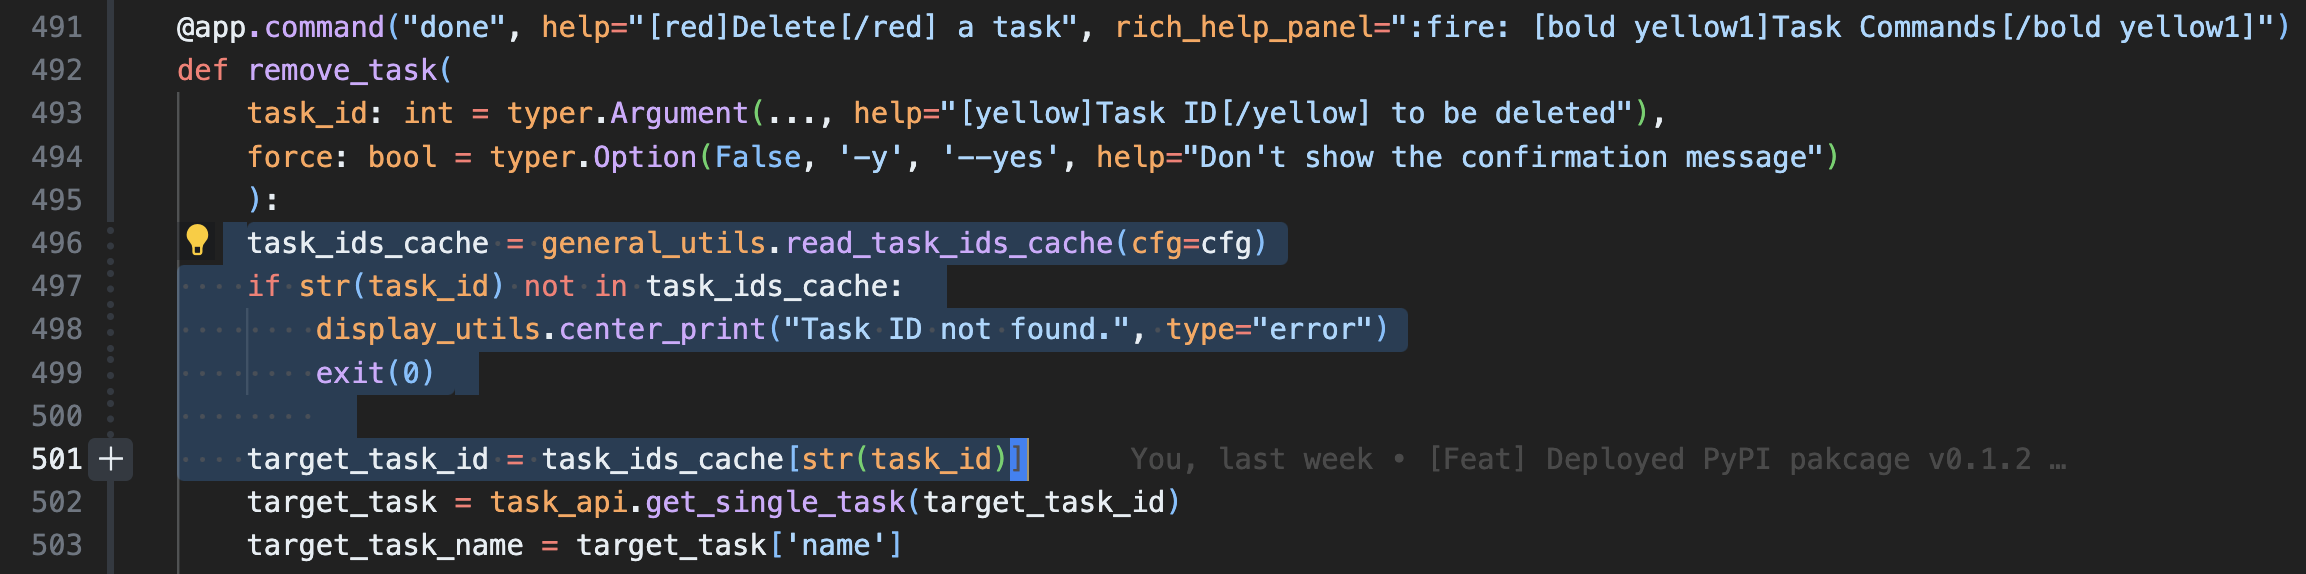 491 @app.command("done", help="[red]Delete[/red] a task", rich_help_panel=":fire: [bold yellow1]Task Commands[/bold yellow1]")
492 def remove_task(
493     task_id: int = typer.Argument(..., help="[yellow]Task ID[/yellow] to be deleted"),
494     force: bool = typer.Option(False, '-y', '--yes', help="Don't show the confirmation message")
495     ):
496     task_ids_cache = general_utils.read_task_ids_cache(cfg=cfg)
497     if str(task_id) not in task_ids_cache:
498         display_utils.center_print("Task ID not found.", type="error")
499         exit(0)
500
501     target_task_id = task_ids_cache[str(task_id)] You, last week • [Feat] Deployed PyPI pakcage v0.1.2 …
502     target_task = task_api.get_single_task(target_task_id)
503     target_task_name = target_task['name']